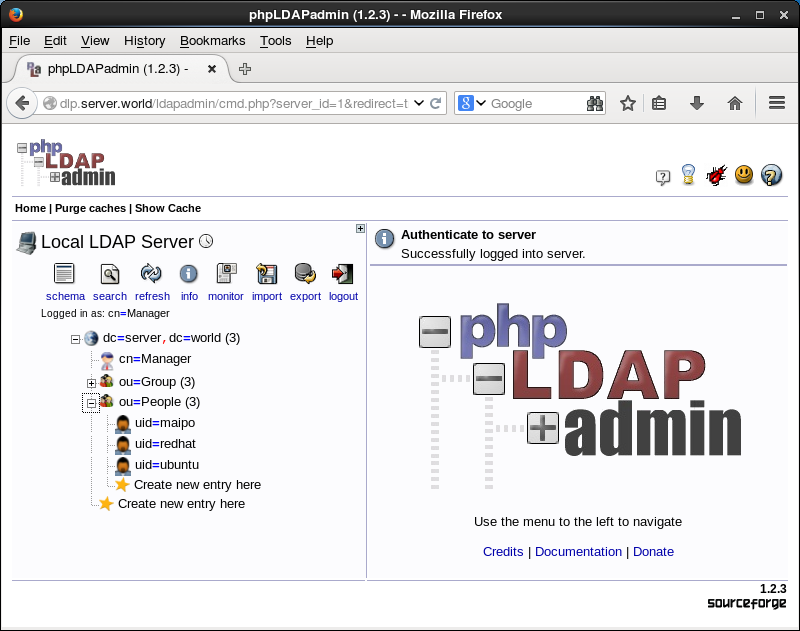 phpLDAPadmin (1.2.3) - - Mozilla Firefox
File Edit View History Bookmarks Tools Help
phpLDAPadmin (1.2.3) -
dlp.server.world/ldapadmin/cmd.php?server_id=1&redirect=t
Google
php
LDAP
admin
Home | Purge caches | Show Cache
Local LDAP Server
schema search refresh info monitor import export logout
Logged in as: cn=Manager
dc=server,dc=world (3)
cn=Manager
ou=Group (3)
ou=People (3)
uid=maipo
uid=redhat
uid=ubuntu
Create new entry here
Create new entry here
Authenticate to server
Successfully logged into server.
php
LDAP
admin
Use the menu to the left to navigate
Credits | Documentation | Donate
1.2.3
sourceforge